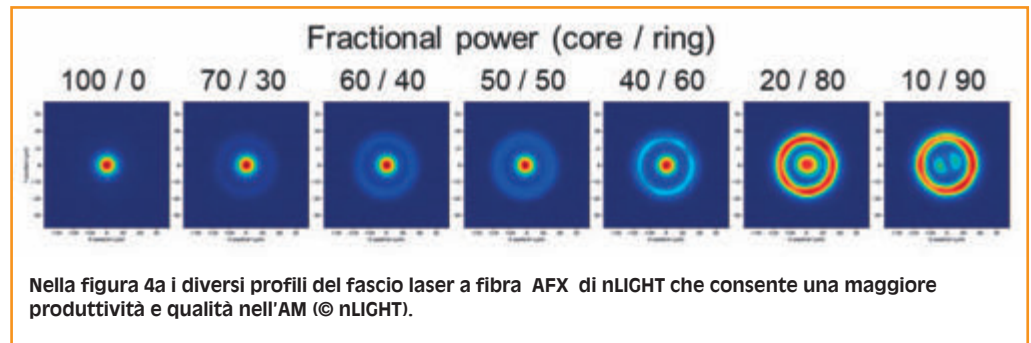 Fractional power (core / ring)
100 / 0 70 / 30 60 / 40 50 / 50 40 / 60 20 / 80 10 / 90
Nella figura 4a i diversi profili del fascio laser a fibra AFX di nLIGHT che consente una maggiore
produttività e qualità nell'AM (© nLIGHT).